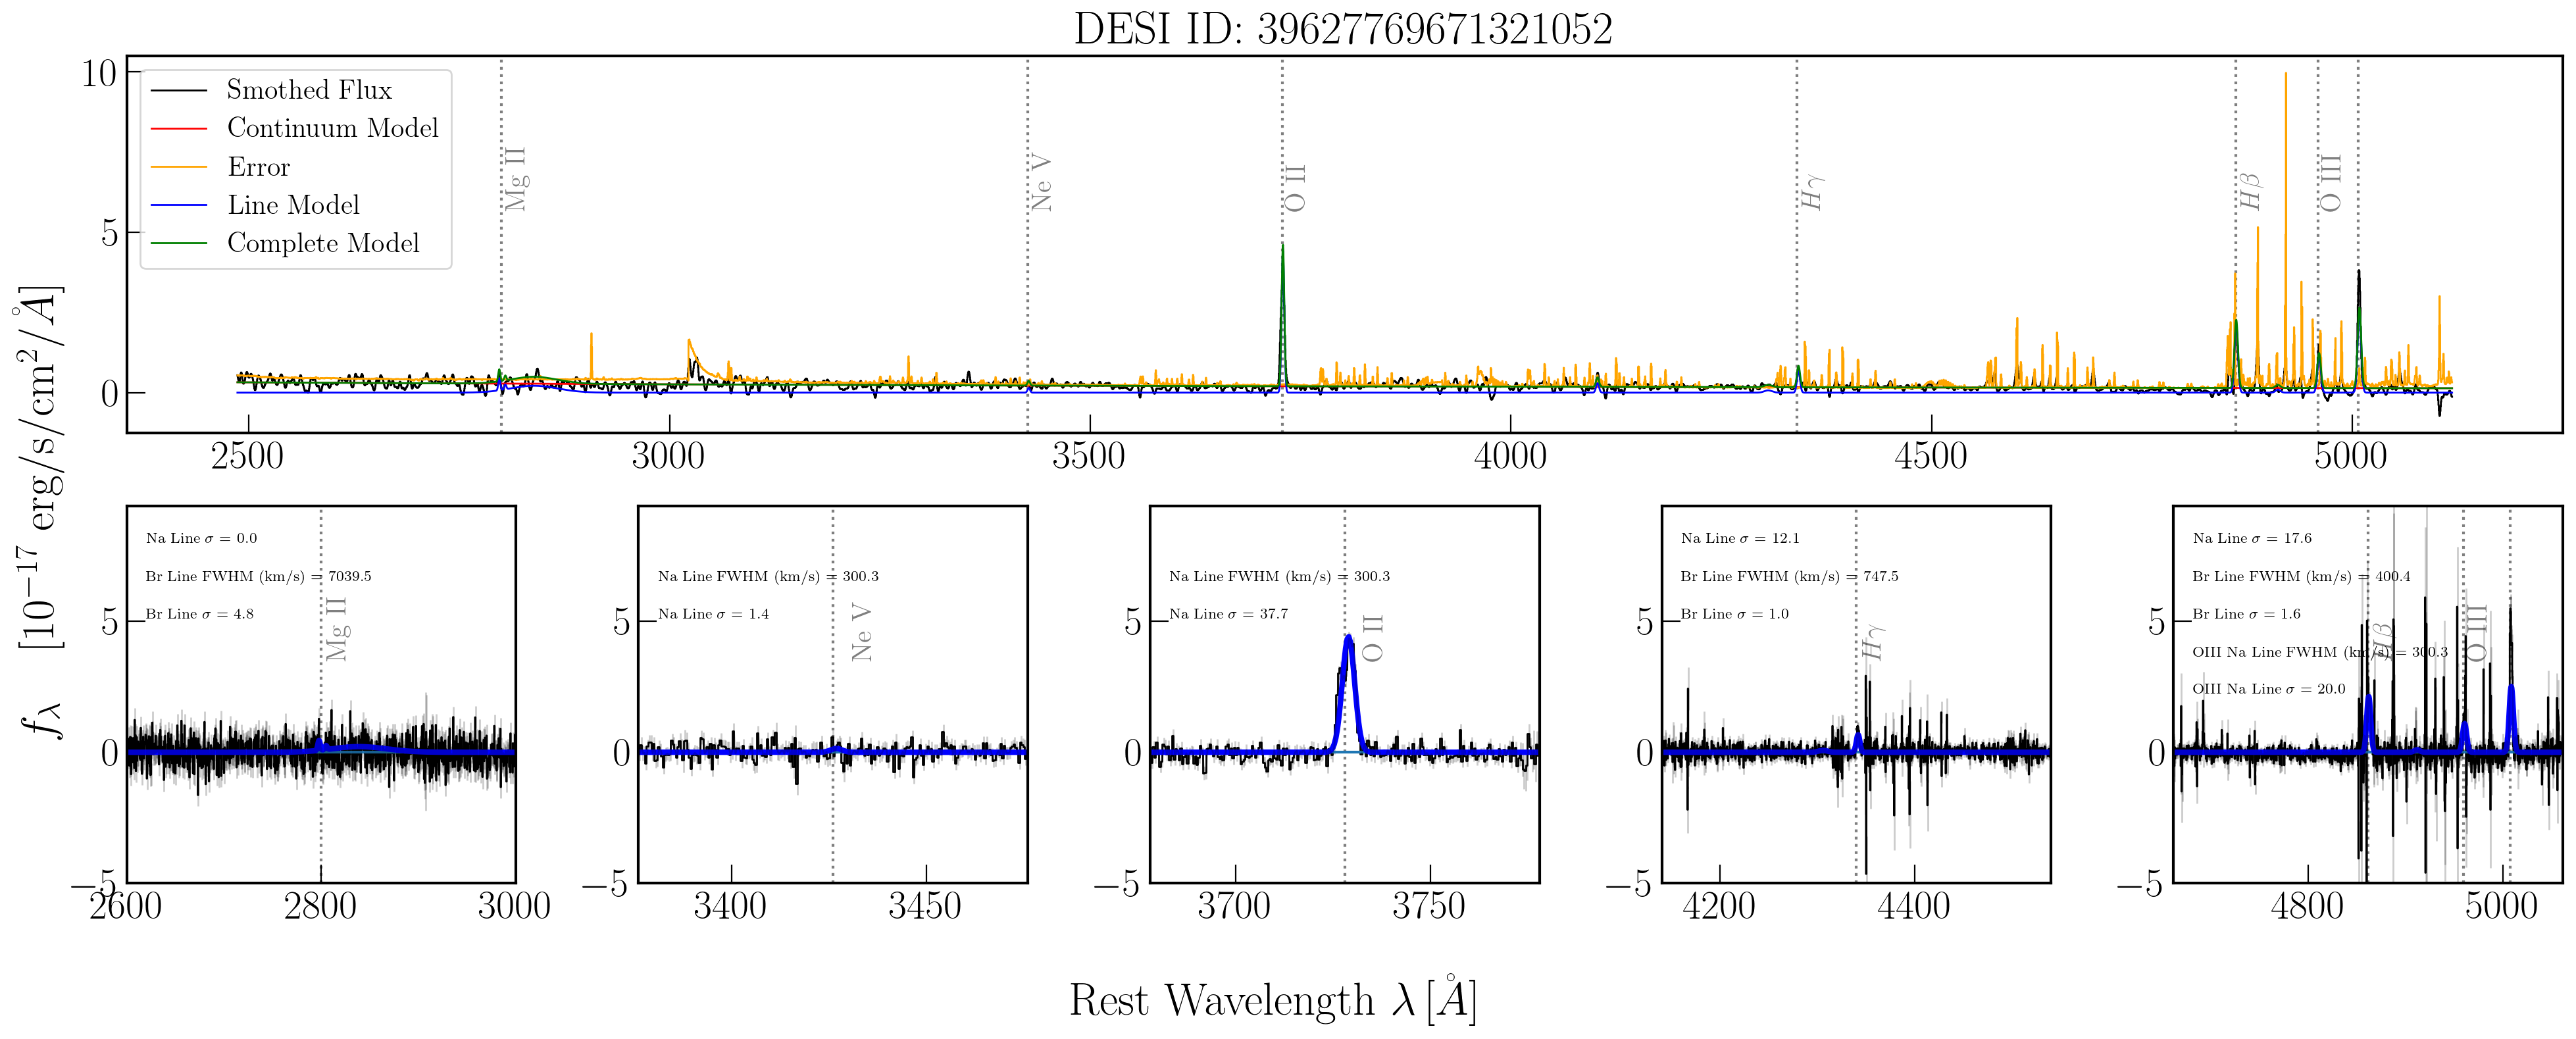 DESI ID: 39627769671321052
10
5
0
Smothed Flux
Continuum Model
Error
Line Model
Complete Model
Mg II
Ne V
O II
Hγ
Hβ
O III
2500 3000 3500 4000 4500 5000
f_λ [10^{-17} erg/s/cm^2/Å]
5
0
−5
Na Line σ = 0.0
Br Line FWHM (km/s) = 7039.5
Br Line σ = 4.8
Mg II
2600 2800 3000
5
0
−5
Na Line FWHM (km/s) = 300.3
Na Line σ = 1.4
Ne V
3400 3450
5
0
−5
Na Line FWHM (km/s) = 300.3
Na Line σ = 37.7
O II
3700 3750
5
0
−5
Na Line σ = 12.1
Br Line FWHM (km/s) = 747.5
Br Line σ = 1.0
Hγ
4200 4400
5
0
−5
Na Line σ = 17.6
Br Line FWHM (km/s) = 400.4
Br Line σ = 1.6
OIII Na Line FWHM (km/s) = 300.3
OIII Na Line σ = 20.0
Hβ
O III
4800 5000
Rest Wavelength λ [Å]